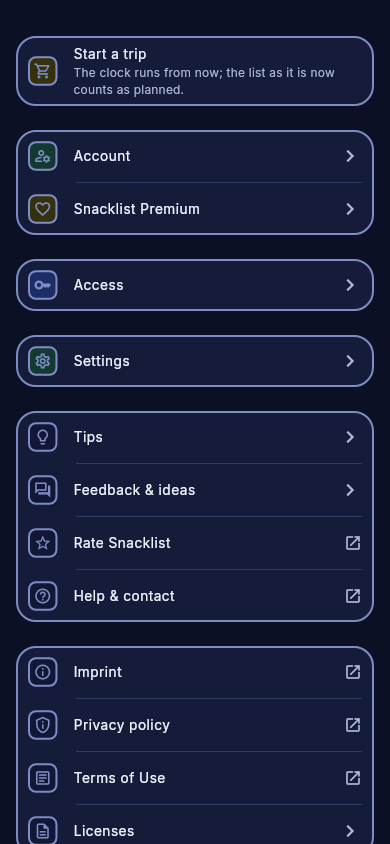 Start a trip
The clock runs from now; the list as it is now
counts as planned.
Account
Snacklist Premium
Access
Settings
Tips
Feedback & ideas
Rate Snacklist
Help & contact
Imprint
Privacy policy
Terms of Use
Licenses